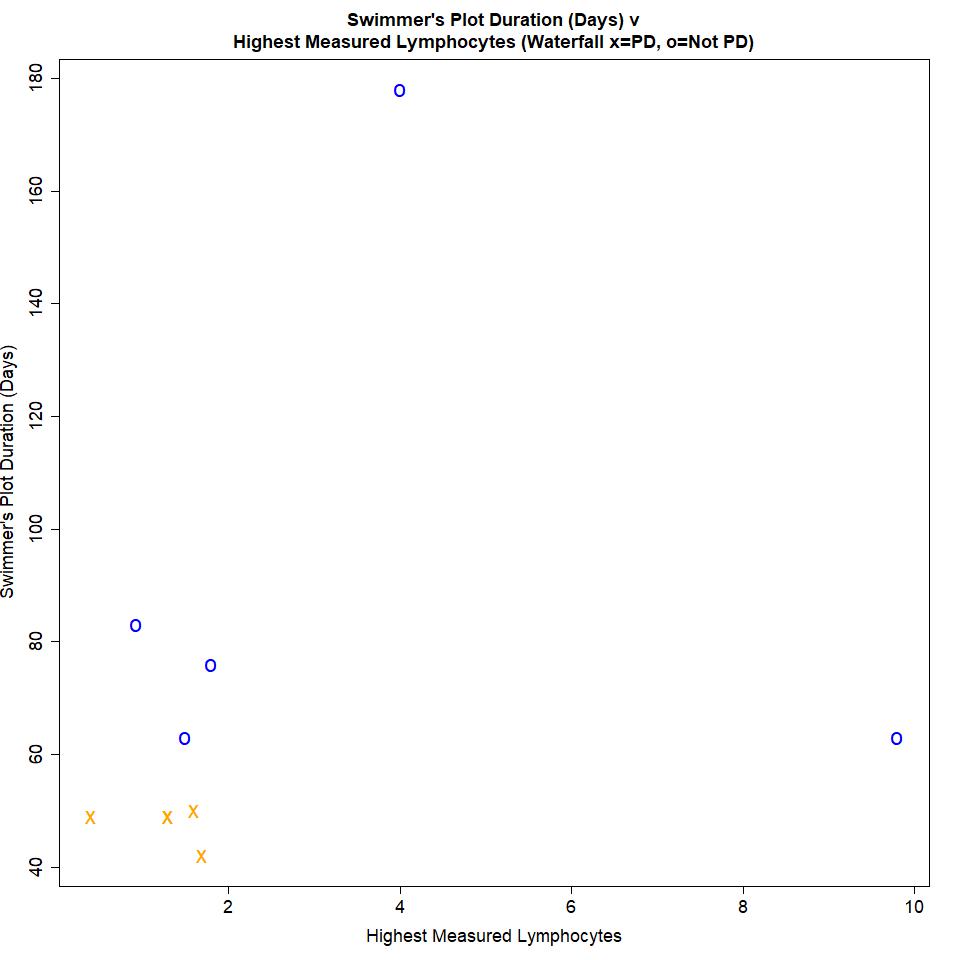 Swimmer's Plot Duration (Days) v
Highest Measured Lymphocytes (Waterfall x=PD, o=Not PD)
Swimmer's Plot Duration (Days)
180
160
140
120
100
80
60
40
o
o
o
o
o
x
x
x
x
2
4
6
8
10
Highest Measured Lymphocytes